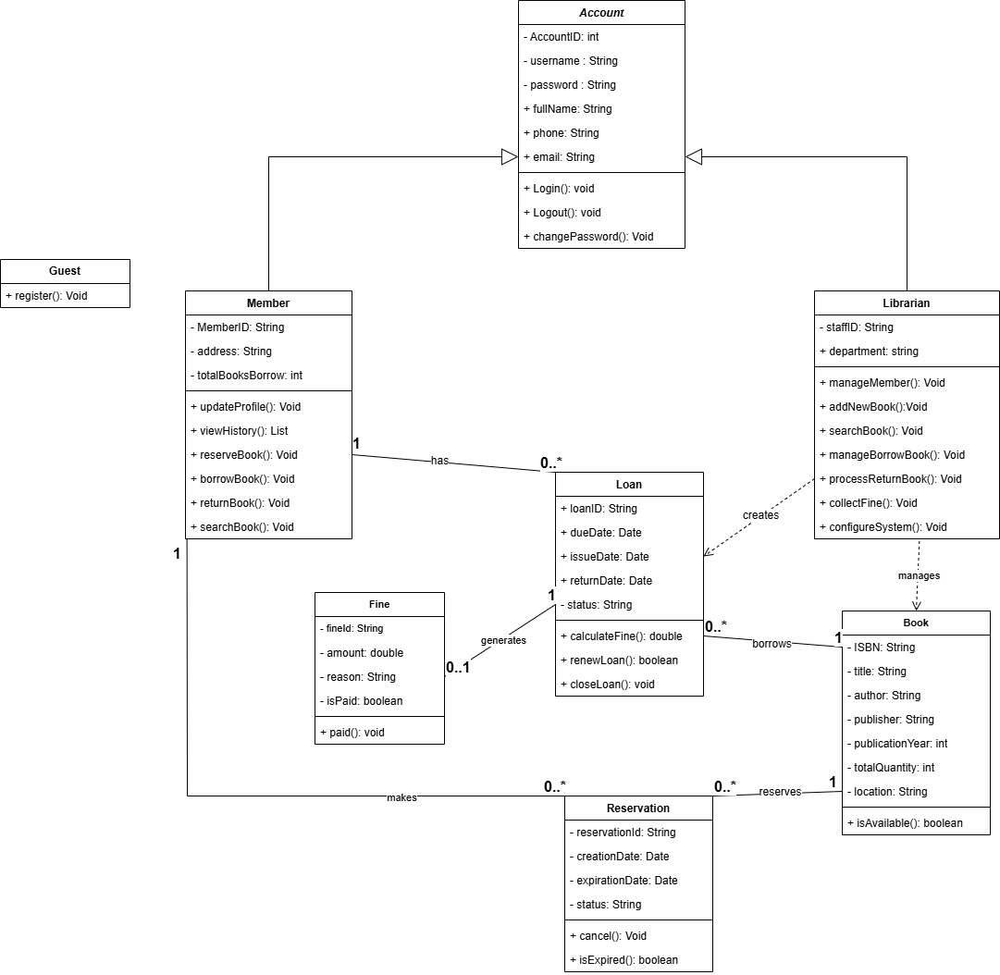 Account
- AccountID: int
- username : String
- password : String
+ fullName: String
+ phone: String
+ email: String
+ Login(): void
+ Logout(): void
+ changePassword(): Void
Guest
+ register(): Void
Member
- MemberID: String
- address: String
- totalBooksBorrow: int
+ updateProfile(): Void
+ viewHistory(): List
+ reserveBook(): Void
+ borrowBook(): Void
+ returnBook(): Void
+ searchBook(): Void
Librarian
- staffID: String
+ department: string
+ manageMember(): Void
+ addNewBook():Void
+ searchBook(): Void
+ manageBorrowBook(): Void
+ processReturnBook(): Void
+ collectFine(): Void
+ configureSystem(): Void
1
has
0..*
Loan
+ loanID: String
+ dueDate: Date
+ issueDate: Date
+ returnDate: Date
- status: String
+ calculateFine(): double
+ renewLoan(): boolean
+ closeLoan(): void
creates
manages
1
1
generates
0..1
Fine
- fineId: String
- amount: double
- reason: String
- isPaid: boolean
+ paid(): void
0..*
borrows
1
Book
- ISBN: String
- title: String
- author: String
- publisher: String
- publicationYear: int
- totalQuantity: int
- location: String
+ isAvailable(): boolean
makes
0..*
0..*
reserves
1
Reservation
- reservationId: String
- creationDate: Date
- expirationDate: Date
- status: String
+ cancel(): Void
+ isExpired(): boolean